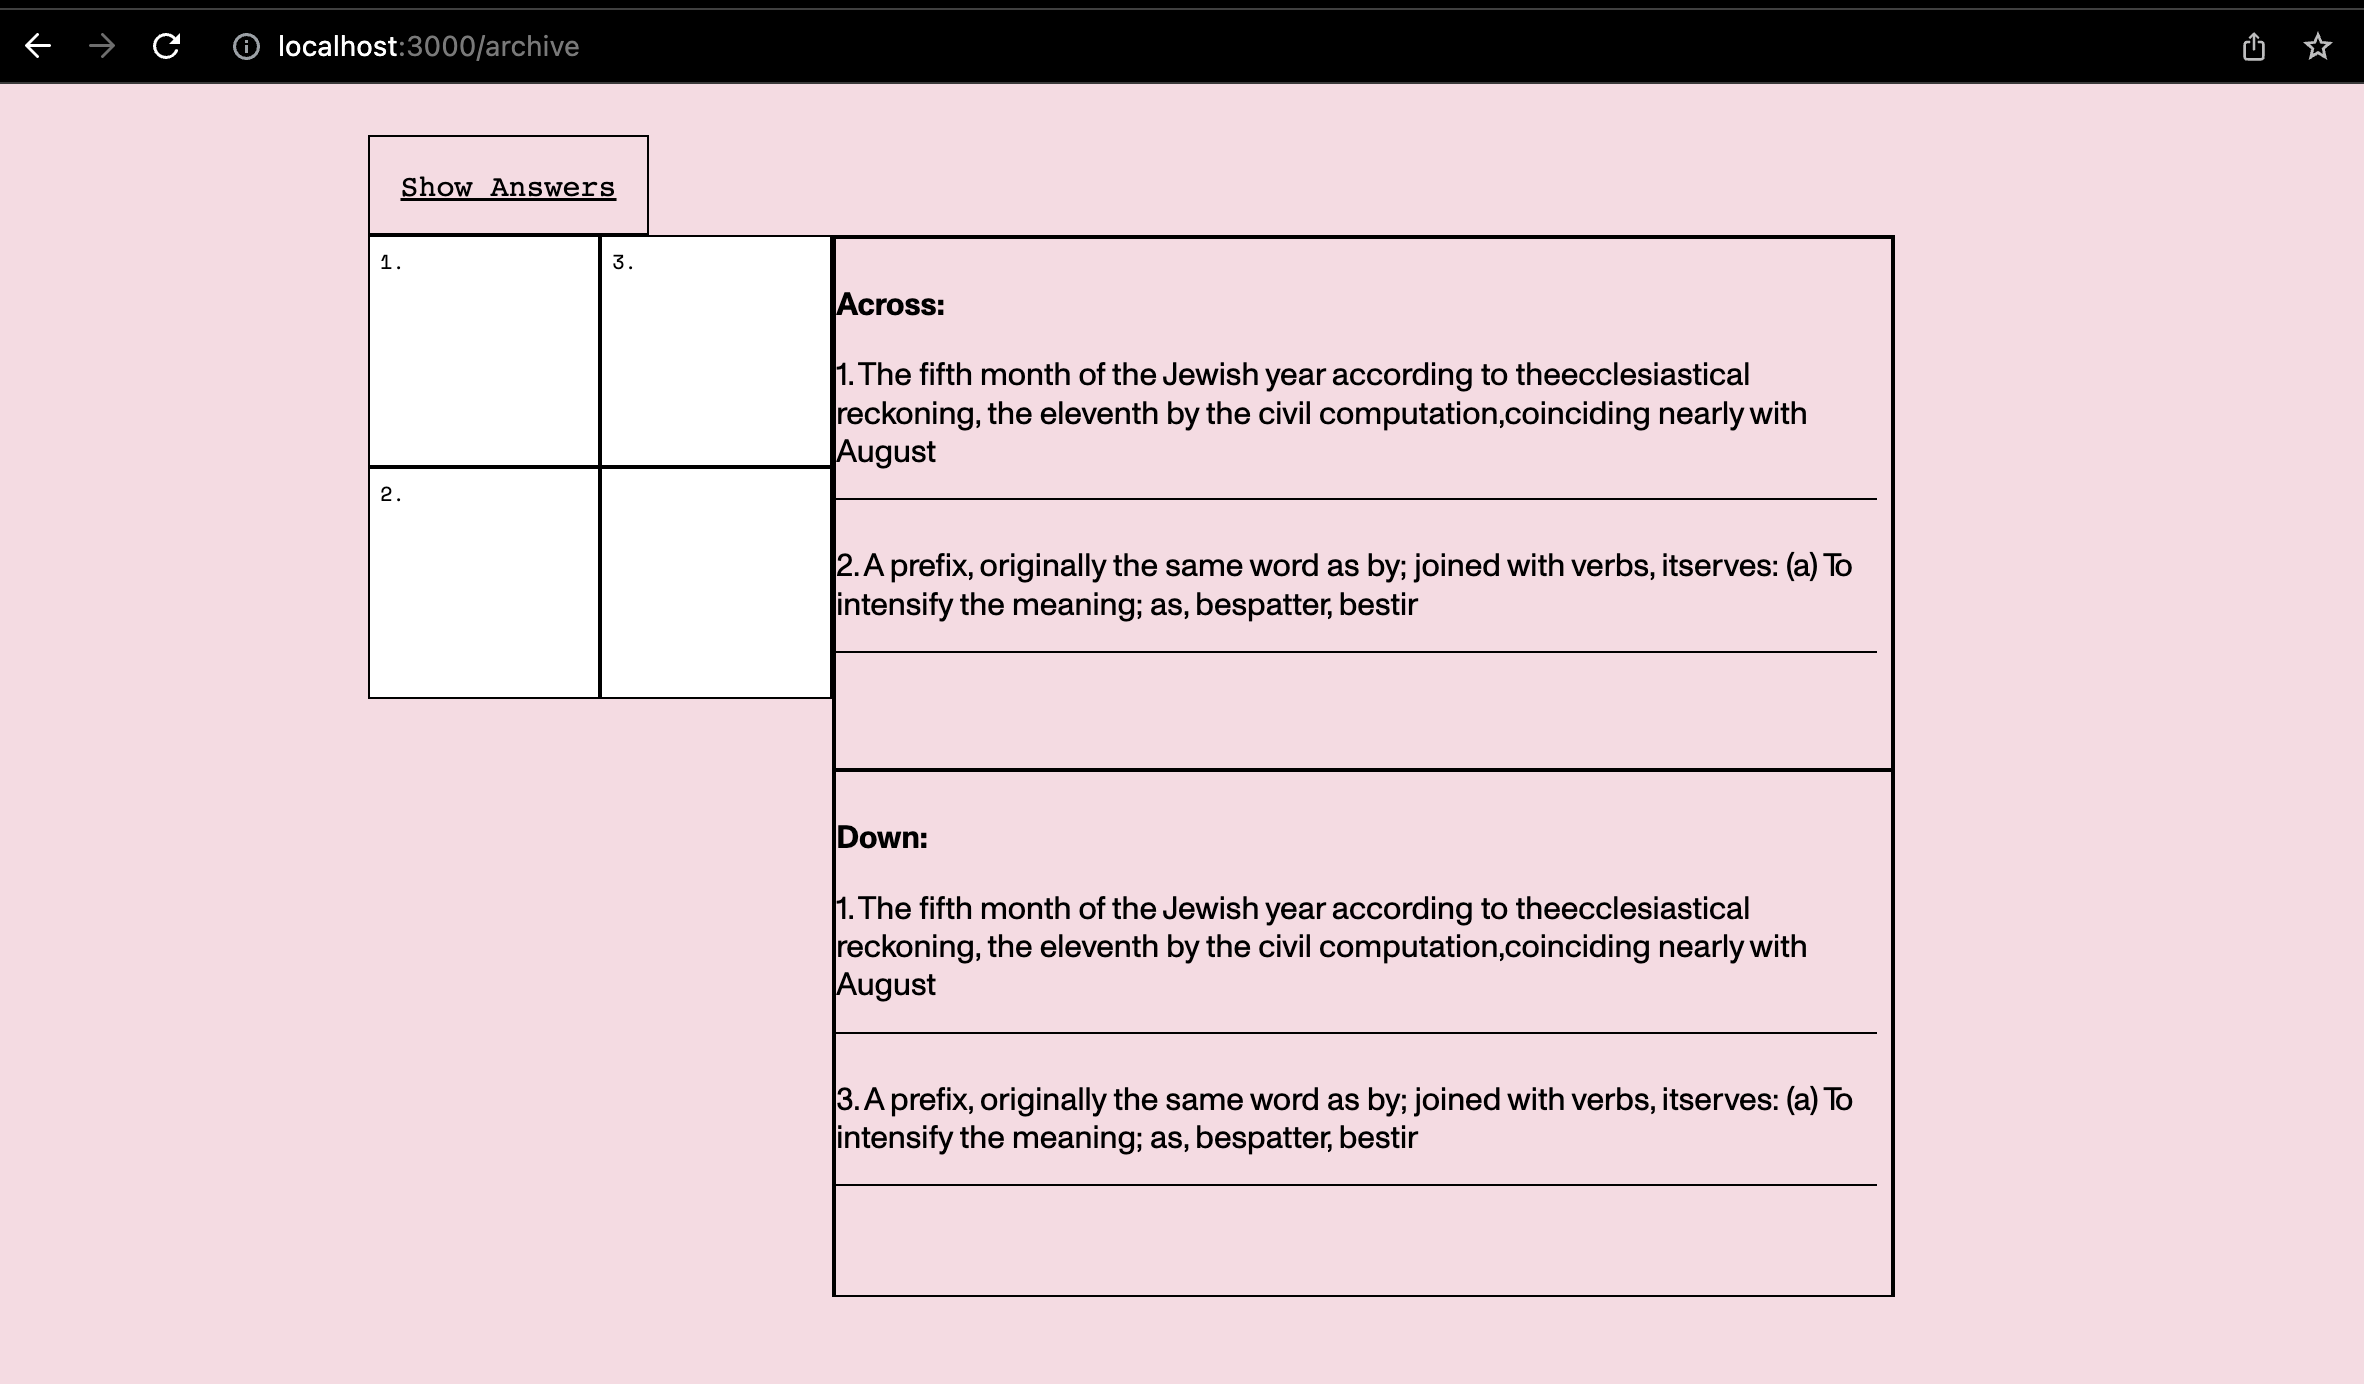 localhost:3000/archive
Show Answers
1.
3.
2.
Across:
1. The fifth month of the Jewish year according to theecclesiastical
reckoning, the eleventh by the civil computation,coinciding nearly with
August
2. A prefix, originally the same word as by; joined with verbs, itserves: (a) To
intensify the meaning; as, bespatter, bestir
Down:
1. The fifth month of the Jewish year according to theecclesiastical
reckoning, the eleventh by the civil computation,coinciding nearly with
August
3. A prefix, originally the same word as by; joined with verbs, itserves: (a) To
intensify the meaning; as, bespatter, bestir